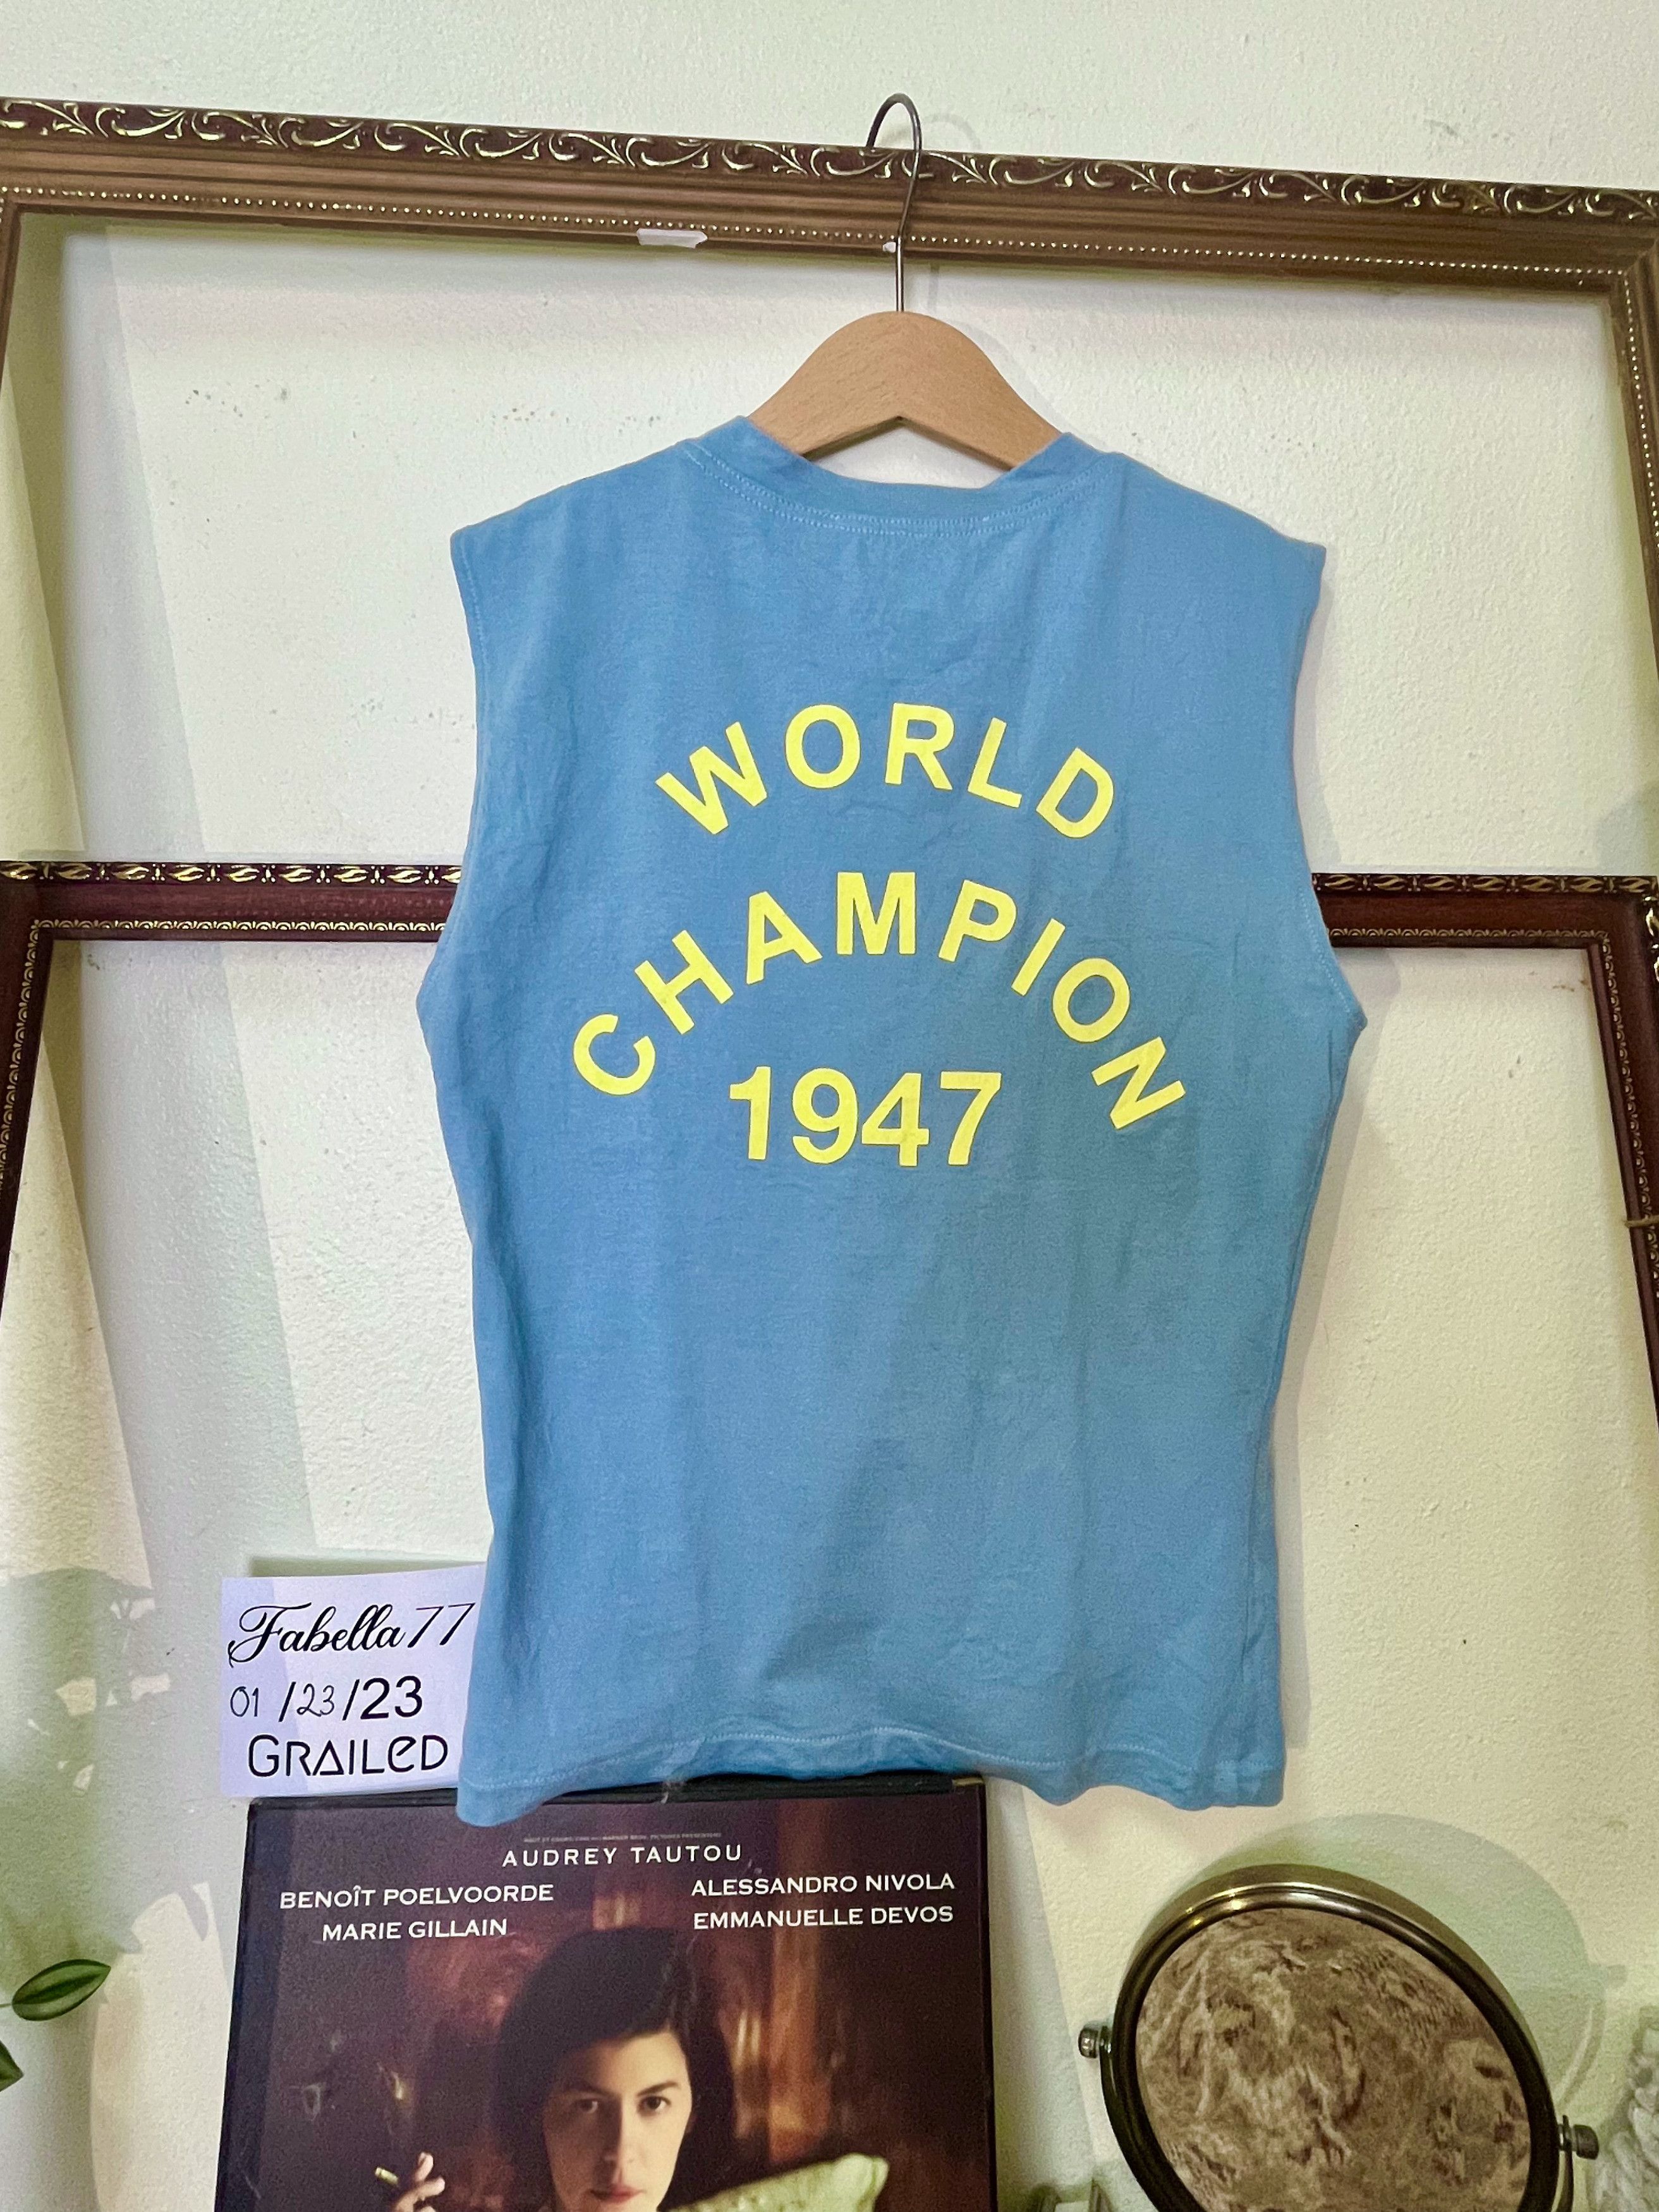 WORLD
CHAMPION
1947
Fabella77
01/23/23
GRAILeD
AUDREY TAUTOU
BENOÎT POELVOORDE
MARIE GILLAIN
ALESSANDRO NIVOLA
EMMANUELLE DEVOS